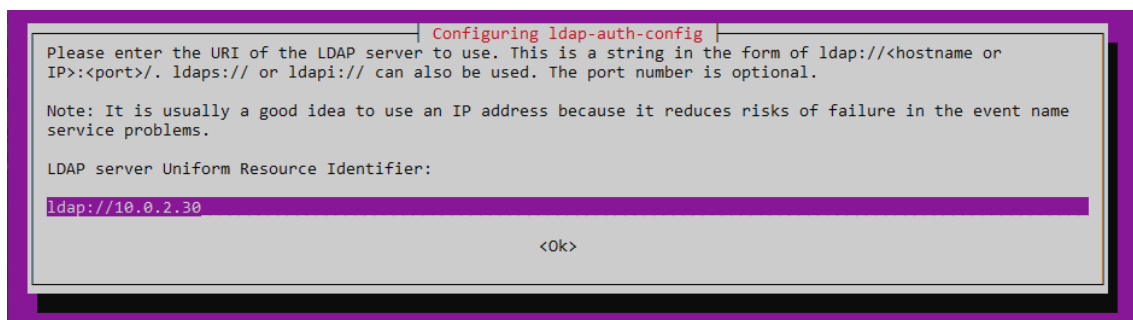 Configuring ldap-auth-config
Please enter the URI of the LDAP server to use. This is a string in the form of ldap://<hostname or
IP>:<port>/. ldaps:// or ldapi:// can also be used. The port number is optional.
Note: It is usually a good idea to use an IP address because it reduces risks of failure in the event name
service problems.
LDAP server Uniform Resource Identifier:
ldap://10.0.2.30
<Ok>